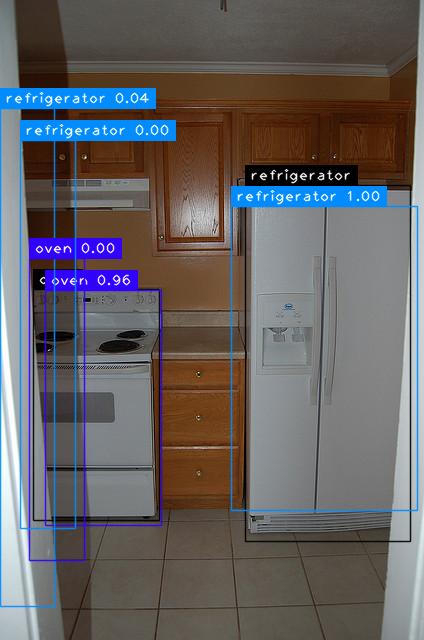 refrigerator 0.04
refrigerator 0.00
refrigerator
refrigerator 1.00
oven 0.00
oven 0.96